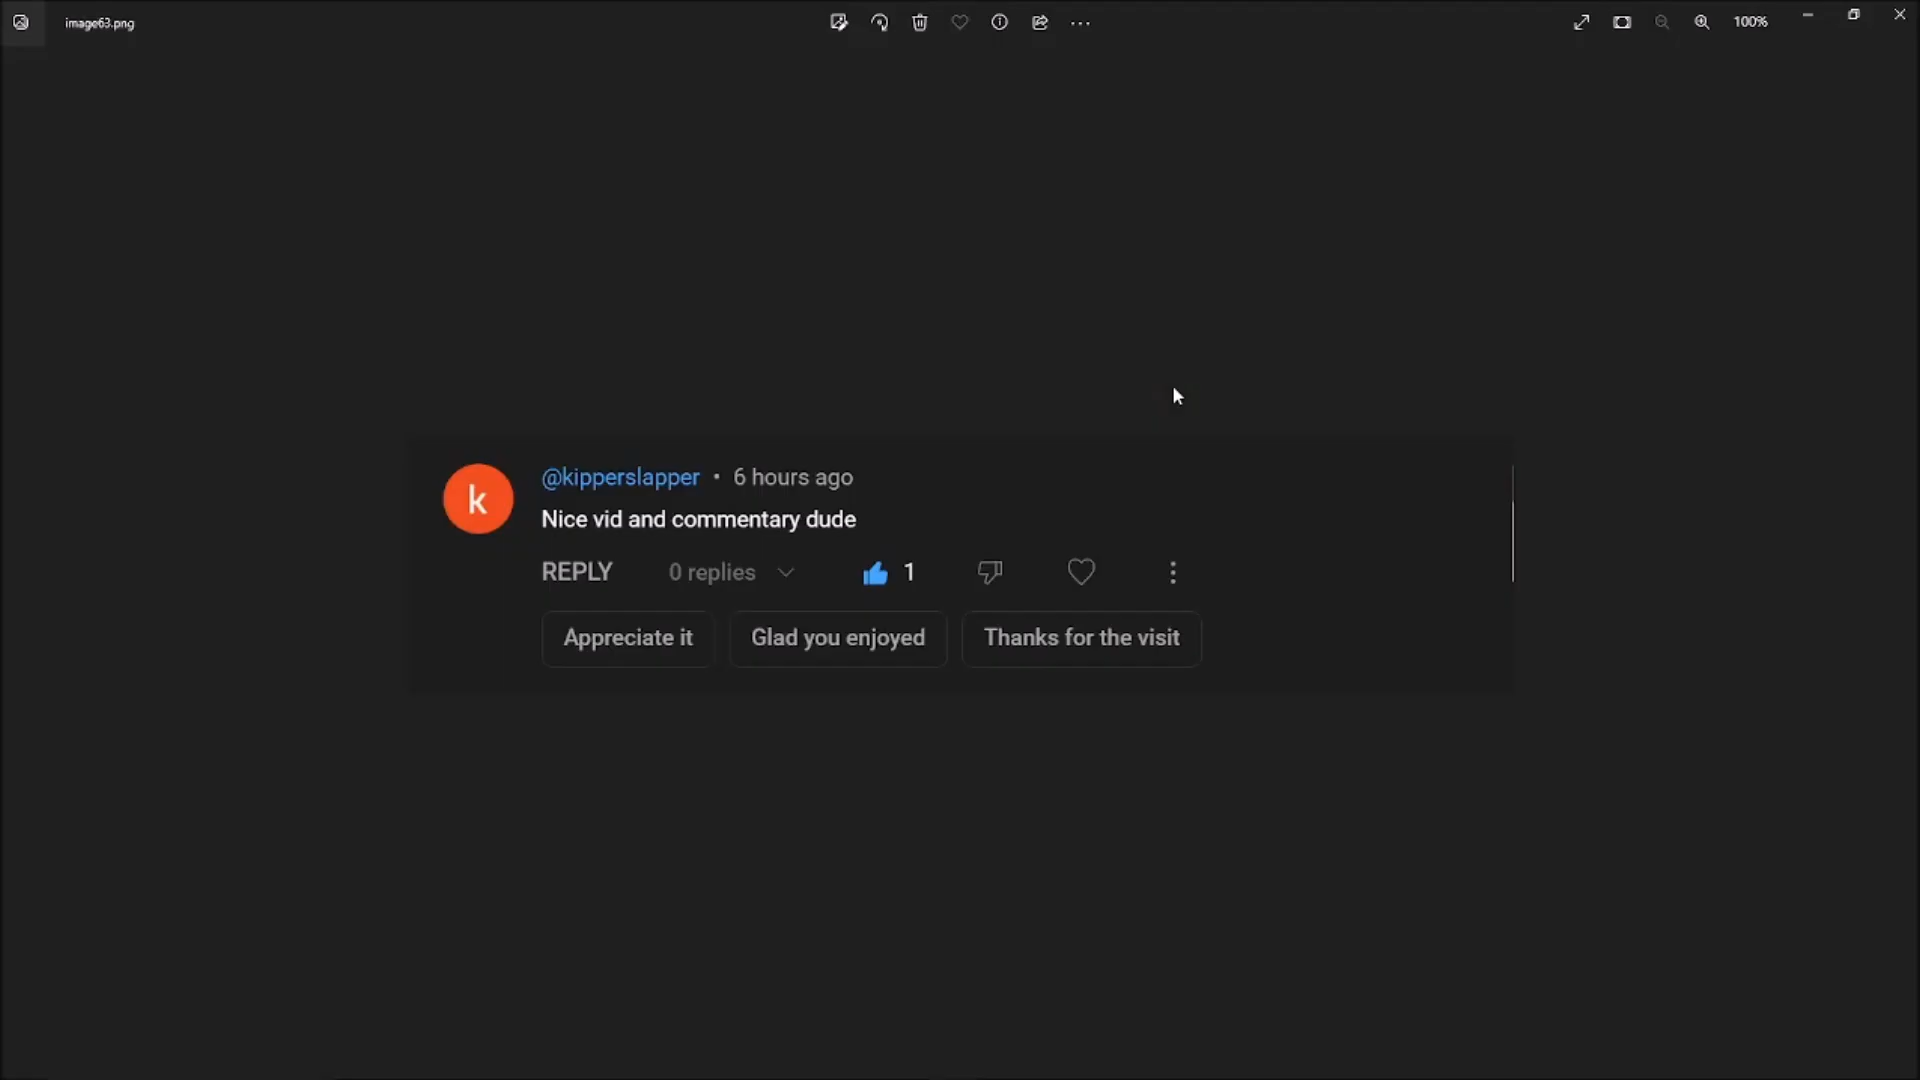 image63.png
100%
k
@kipperslapper • 6 hours ago
Nice vid and commentary dude
REPLY 0 replies 1
Appreciate it Glad you enjoyed Thanks for the visit